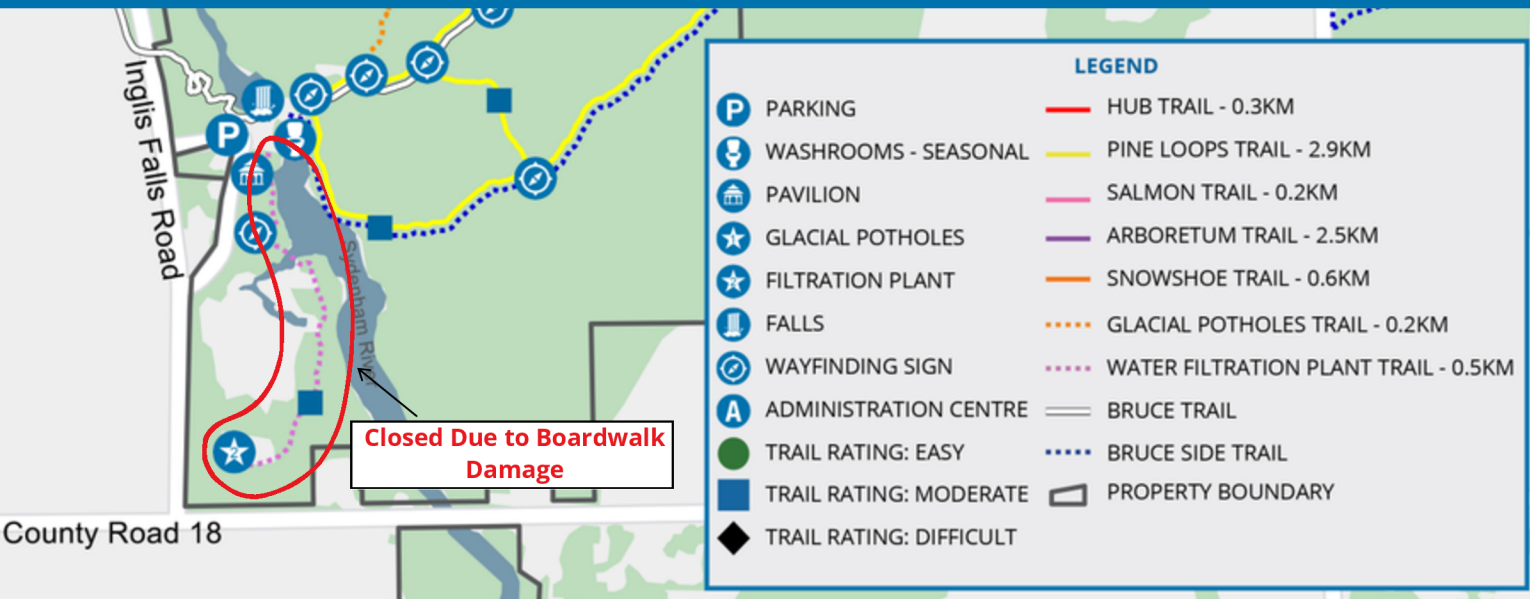 Inglis Falls Road
P
Sydenham River
2
Closed Due to Boardwalk
Damage
County Road 18
LEGEND
P PARKING
WASHROOMS - SEASONAL
PAVILION
1 GLACIAL POTHOLES
2 FILTRATION PLANT
FALLS
WAYFINDING SIGN
A ADMINISTRATION CENTRE
TRAIL RATING: EASY
TRAIL RATING: MODERATE
TRAIL RATING: DIFFICULT
HUB TRAIL - 0.3KM
PINE LOOPS TRAIL - 2.9KM
SALMON TRAIL - 0.2KM
ARBORETUM TRAIL - 2.5KM
SNOWSHOE TRAIL - 0.6KM
GLACIAL POTHOLES TRAIL - 0.2KM
WATER FILTRATION PLANT TRAIL - 0.5KM
BRUCE TRAIL
BRUCE SIDE TRAIL
PROPERTY BOUNDARY